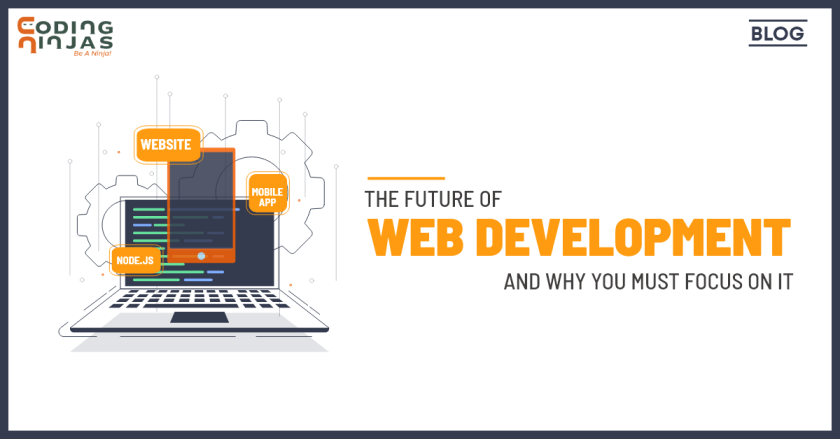 CODING
NINJAS
Be A Ninja!
BLOG
WEBSITE
MOBILE
APP
NODE.JS
THE FUTURE OF
WEB DEVELOPMENT
AND WHY YOU MUST FOCUS ON IT